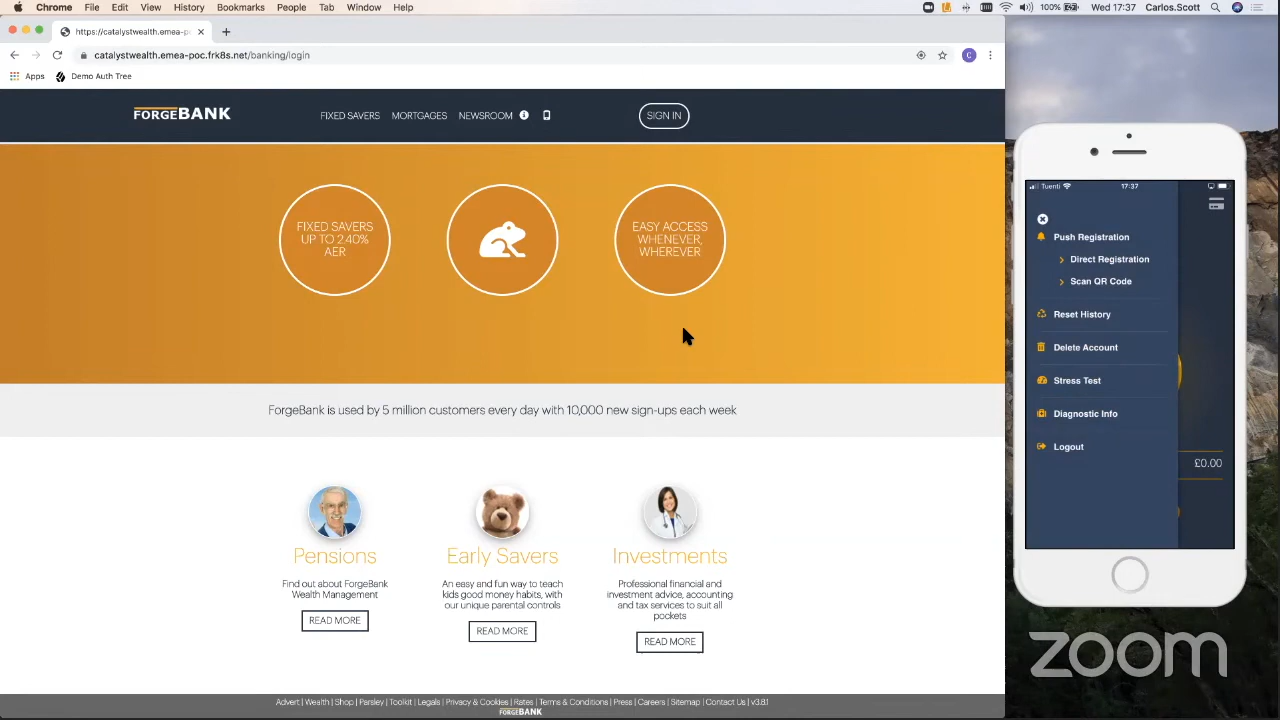 Chrome File Edit View History Bookmarks People Tab Window Help 100% Wed 17:37 Carlos.Scott
https://catalystwealth.emea-po
catalystwealth.emea-poc.frk8s.net/banking/login
C
Apps Demo Auth Tree
FORGEBANK FIXED SAVERS MORTGAGES NEWSROOM SIGN IN
FIXED SAVERS
UP TO 2.40%
AER
EASY ACCESS
WHENEVER,
WHEREVER
ForgeBank is used by 5 million customers every day with 10,000 new sign-ups each week
Pensions
Find out about ForgeBank
Wealth Management
READ MORE
Early Savers
An easy and fun way to teach
kids good money habits, with
our unique parental controls
READ MORE
Investments
Professional financial and
investment advice, accounting
and tax services to suit all
pockets
READ MORE
Advert | Wealth | Shop | Parsley | Toolkit | Legals | Privacy & Cookies | Rates | Terms & Conditions | Press | Careers | Sitemap | Contact Us | v3.8.1
FORGEBANK
Tuenti 17:37
Push Registration
Direct Registration
Scan QR Code
Reset History
Delete Account
Stress Test
Diagnostic Info
Logout
£0.00
zoom